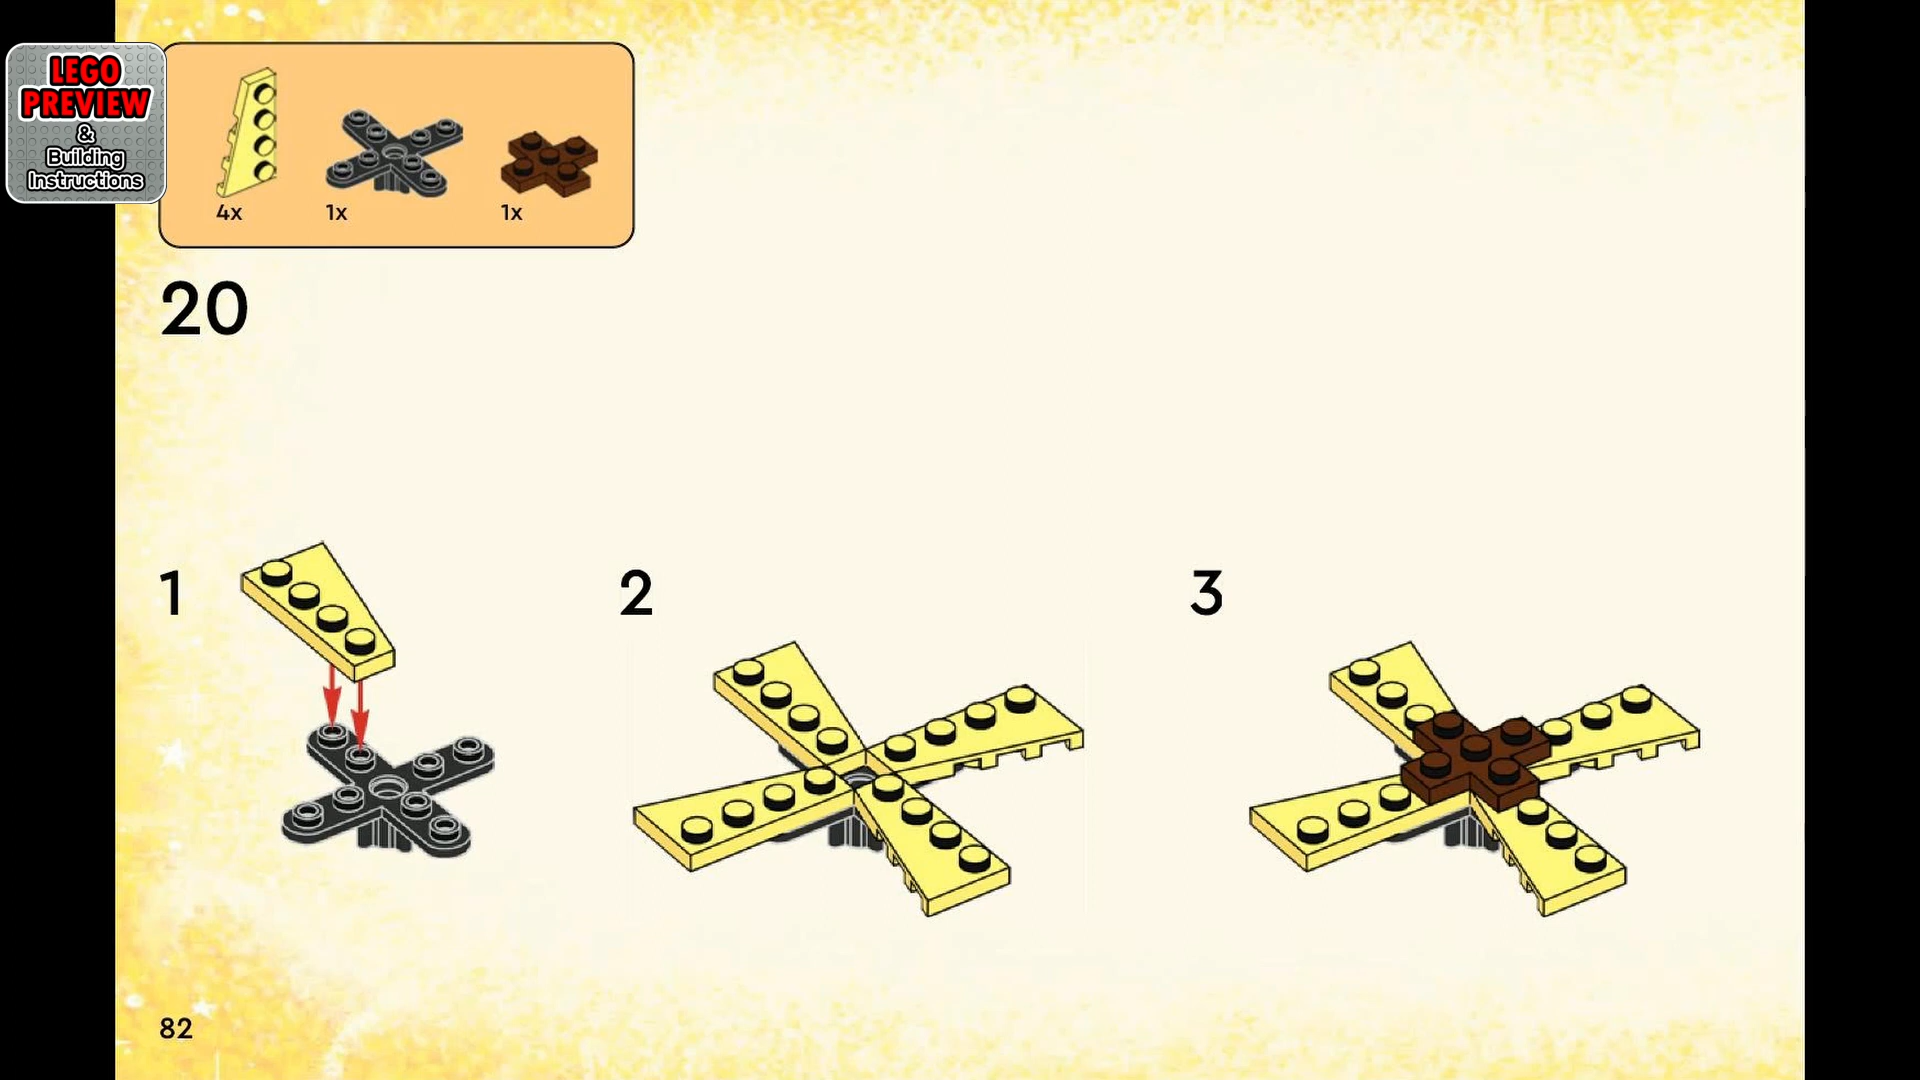 LEGO
PREVIEW
&
Building
Instructions
4x
1x
1x
20
1
2
3
82